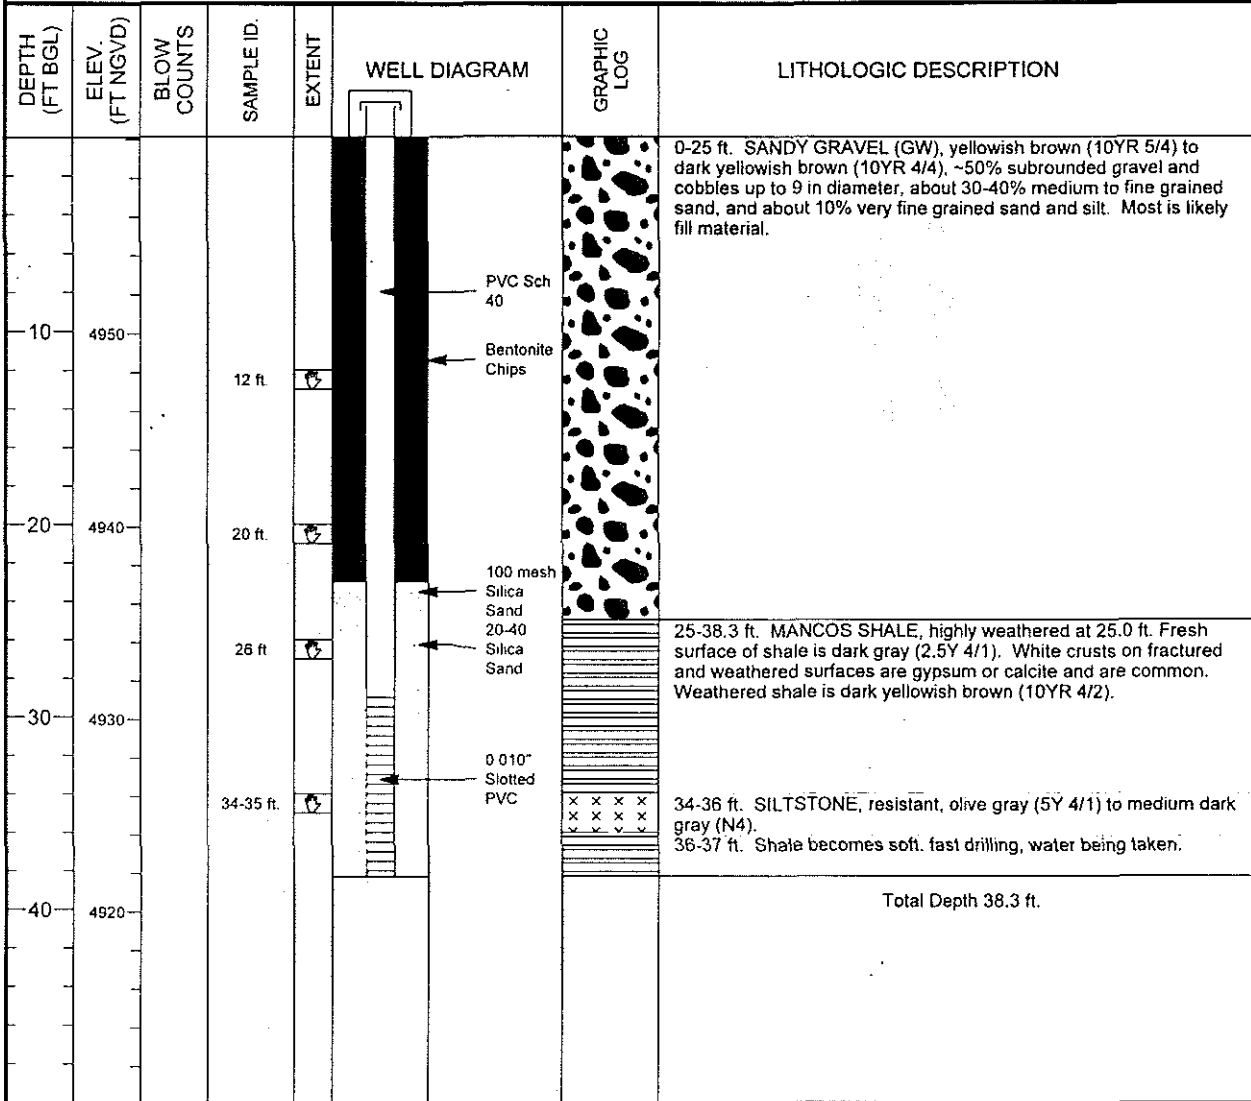 DEPTH
(FT BGL)
ELEV.
(FT NGVD)
BLOW
COUNTS
SAMPLE ID.
EXTENT
WELL DIAGRAM
GRAPHIC
LOG
LITHOLOGIC DESCRIPTION
0-25 ft. SANDY GRAVEL (GW), yellowish brown (10YR 5/4) to
dark yellowish brown (10YR 4/4), ~50% subrounded gravel and
cobbles up to 9 in diameter, about 30-40% medium to fine grained
sand, and about 10% very fine grained sand and silt. Most is likely
fill material.
PVC Sch
40
10
4950
Bentonite
Chips
12 ft.
20
4940
20 ft.
100 mesh
Silica
Sand
20-40
Silica
Sand
26 ft
25-38.3 ft. MANCOS SHALE, highly weathered at 25.0 ft. Fresh
surface of shale is dark gray (2.5Y 4/1). White crusts on fractured
and weathered surfaces are gypsum or calcite and are common.
Weathered shale is dark yellowish brown (10YR 4/2).
30
4930
0 010"
Slotted
PVC
34-35 ft.
34-36 ft. SILTSTONE, resistant, olive gray (5Y 4/1) to medium dark
gray (N4).
36-37 ft. Shale becomes soft. fast drilling, water being taken.
40
4920
Total Depth 38.3 ft.